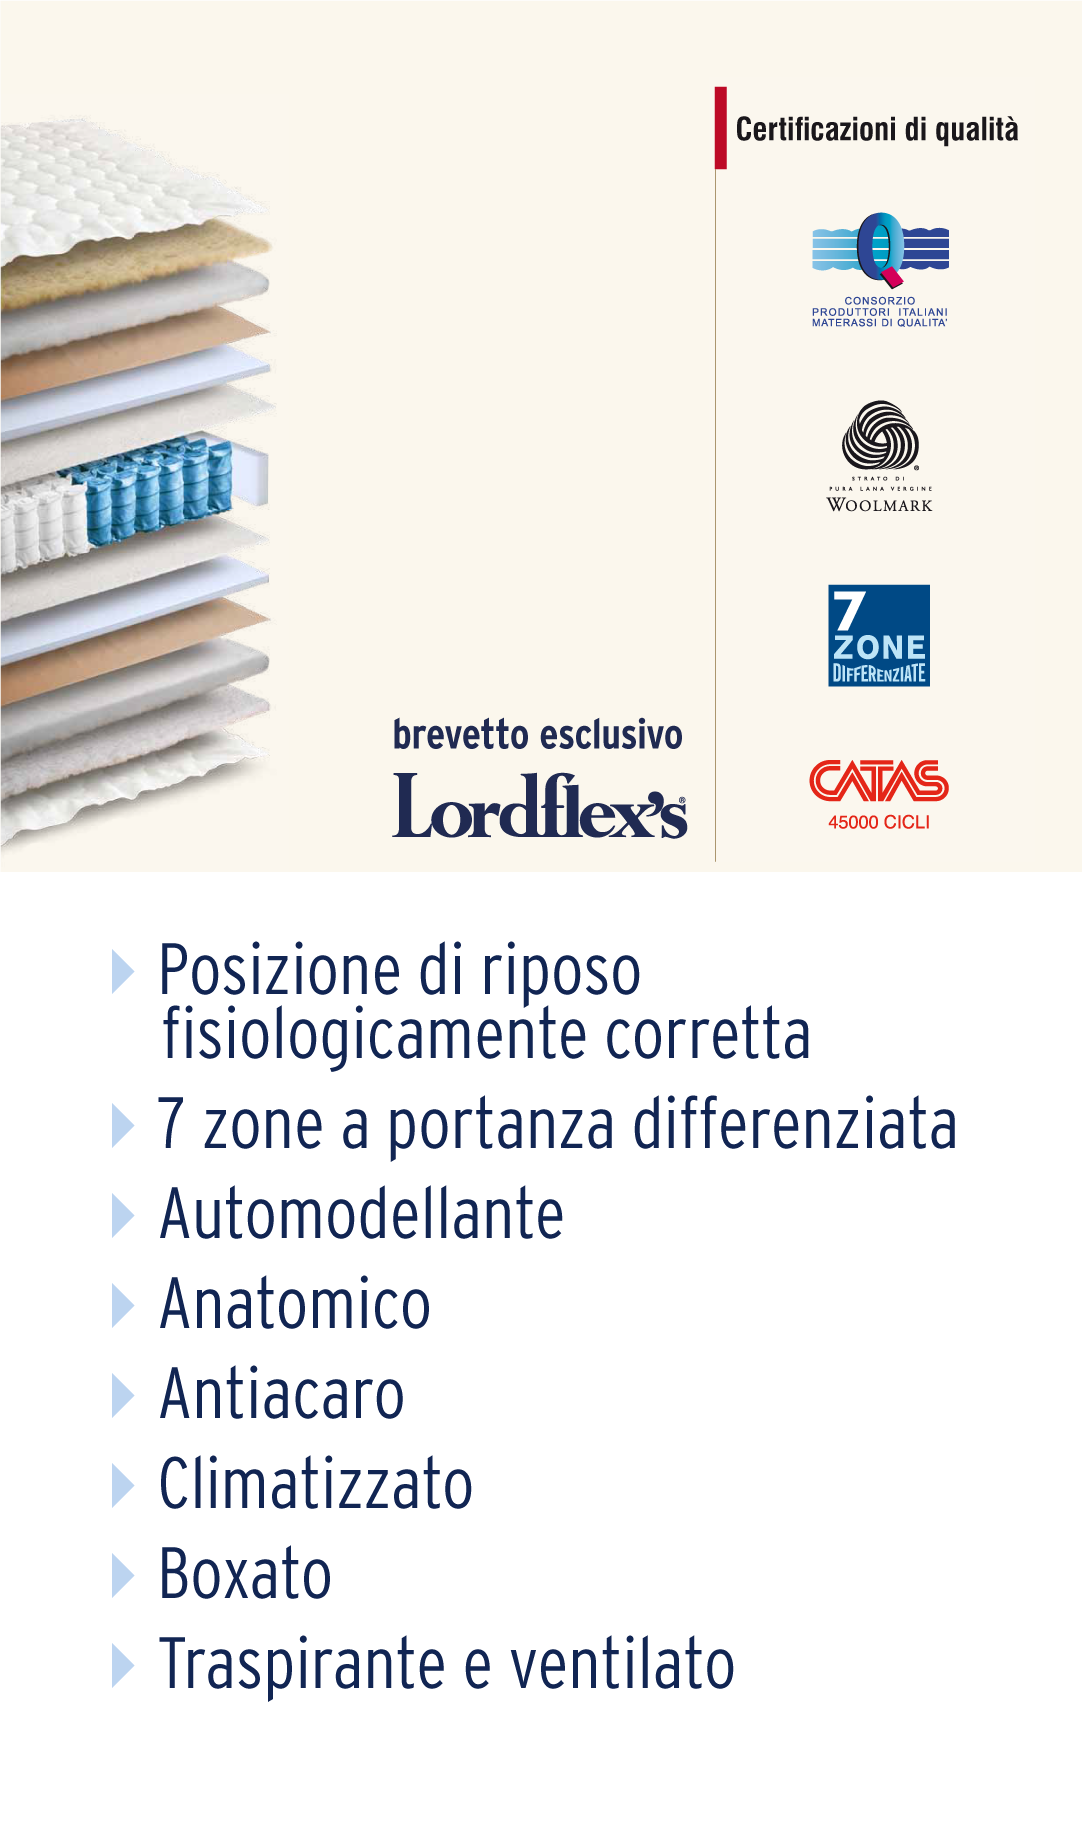 Certificazioni di qualità
Q
CONSORZIO
PRODUTTORI ITALIANI
MATERASSI DI QUALITA'
®
STRATO DI
PURA LANA VERGINE
WOOLMARK
7
ZONE
DIFFERENZIATE
brevetto esclusivo
Lordflex's®
CATAS
45000 CICLI
Posizione di riposo
fisiologicamente corretta
7 zone a portanza differenziata
Automodellante
Anatomico
Antiacaro
Climatizzato
Boxato
Traspirante e ventilato